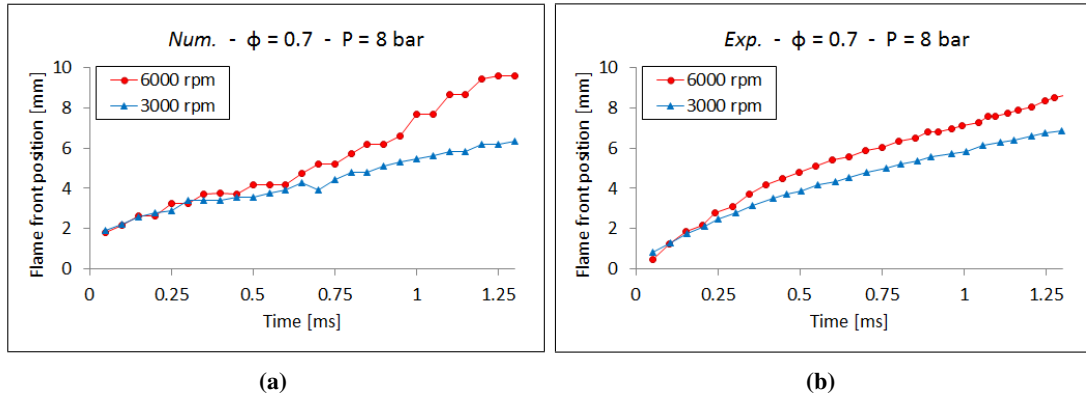 Num. - ϕ = 0.7 - P = 8 bar
6000 rpm
3000 rpm
Flame front position [mm]
10
8
6
4
2
0
0 0.25 0.5 0.75 1 1.25
Time [ms]
(a)
Exp. - ϕ = 0.7 - P = 8 bar
6000 rpm
3000 rpm
Flame front position [mm]
10
8
6
4
2
0
0 0.25 0.5 0.75 1 1.25
Time [ms]
(b)